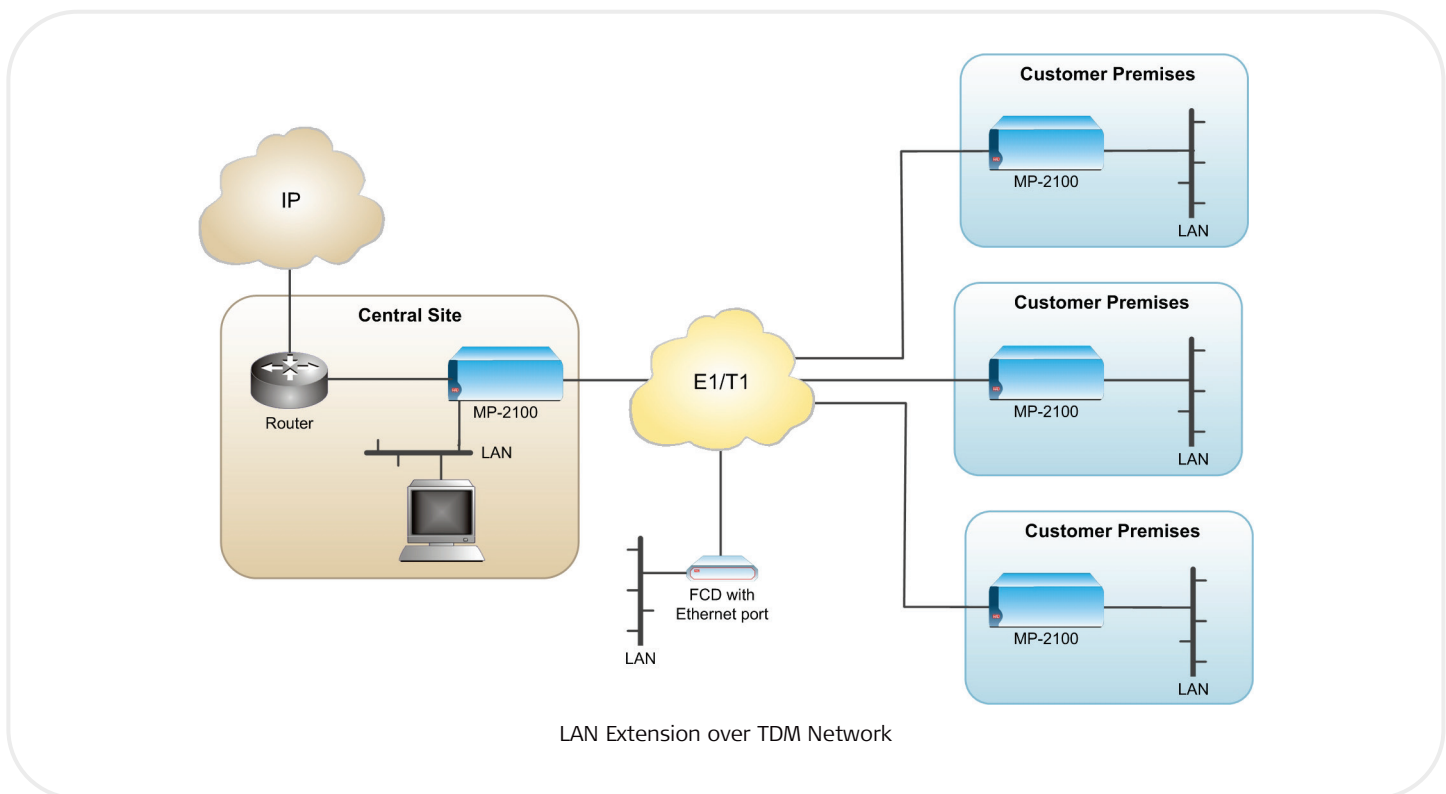 Customer Premises
MP-2100
LAN
IP
Central Site
Router
MP-2100
LAN
E1/T1
Customer Premises
MP-2100
LAN
FCD with
Ethernet port
LAN
Customer Premises
MP-2100
LAN
LAN Extension over TDM Network